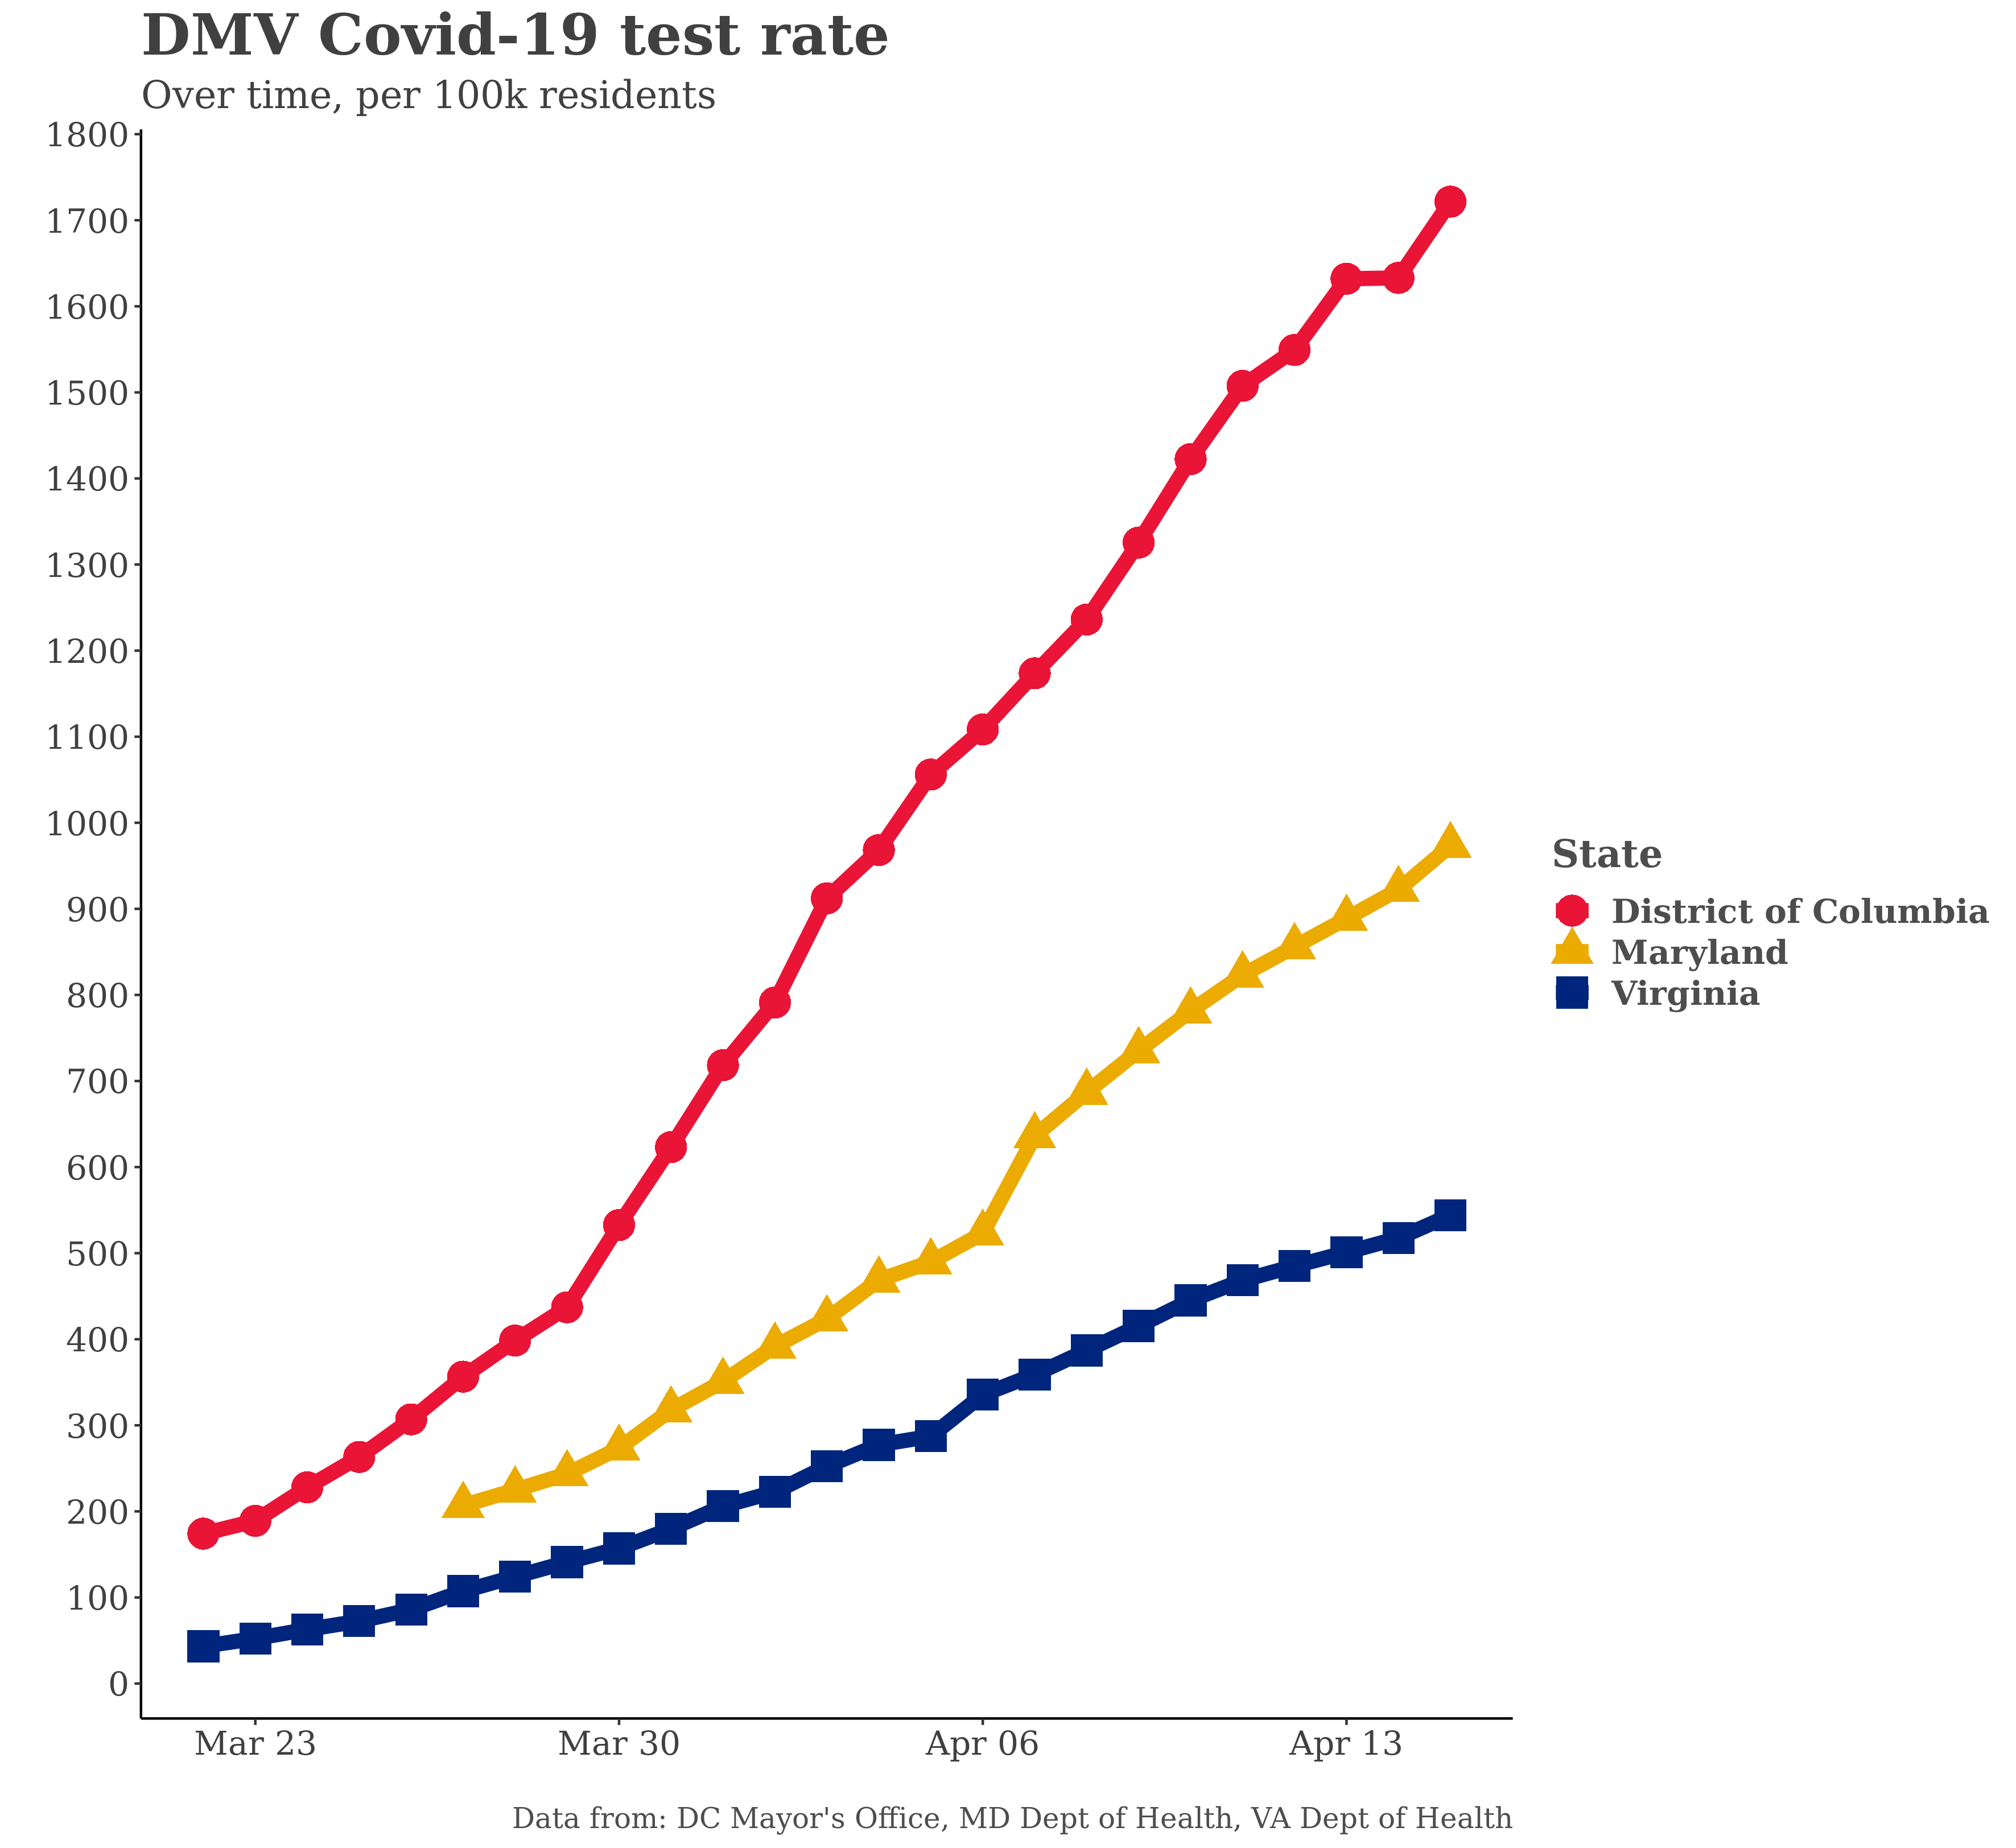 DMV Covid-19 test rate
Over time, per 100k residents
1800
1700
1600
1500
1400
1300
1200
1100
1000
900
800
700
600
500
400
300
200
100
0
Mar 23
Mar 30
Apr 06
Apr 13
State
District of Columbia
Maryland
Virginia
Data from: DC Mayor's Office, MD Dept of Health, VA Dept of Health